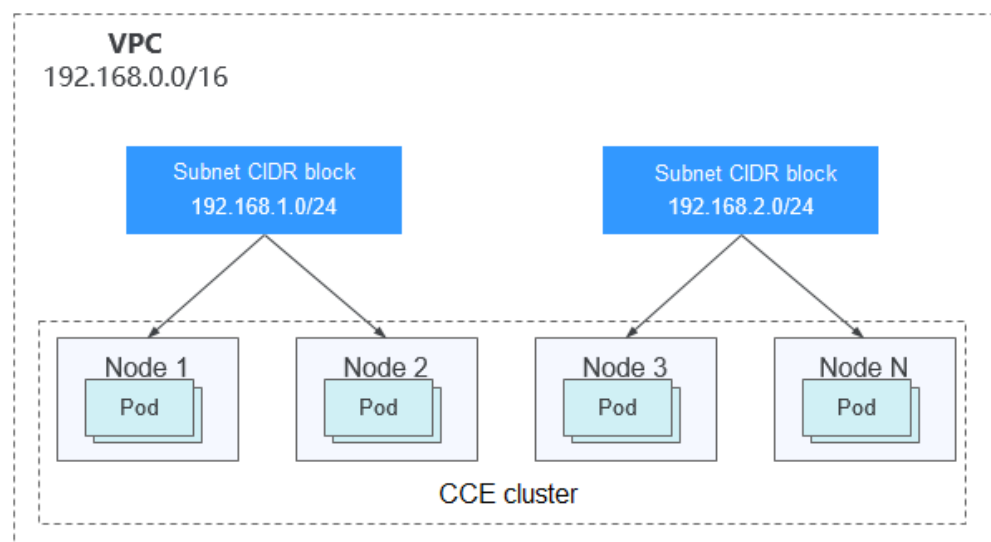 VPC
192.168.0.0/16
Subnet CIDR block
192.168.1.0/24
Subnet CIDR block
192.168.2.0/24
Node 1
Pod
Node 2
Pod
Node 3
Pod
Node N
Pod
CCE cluster